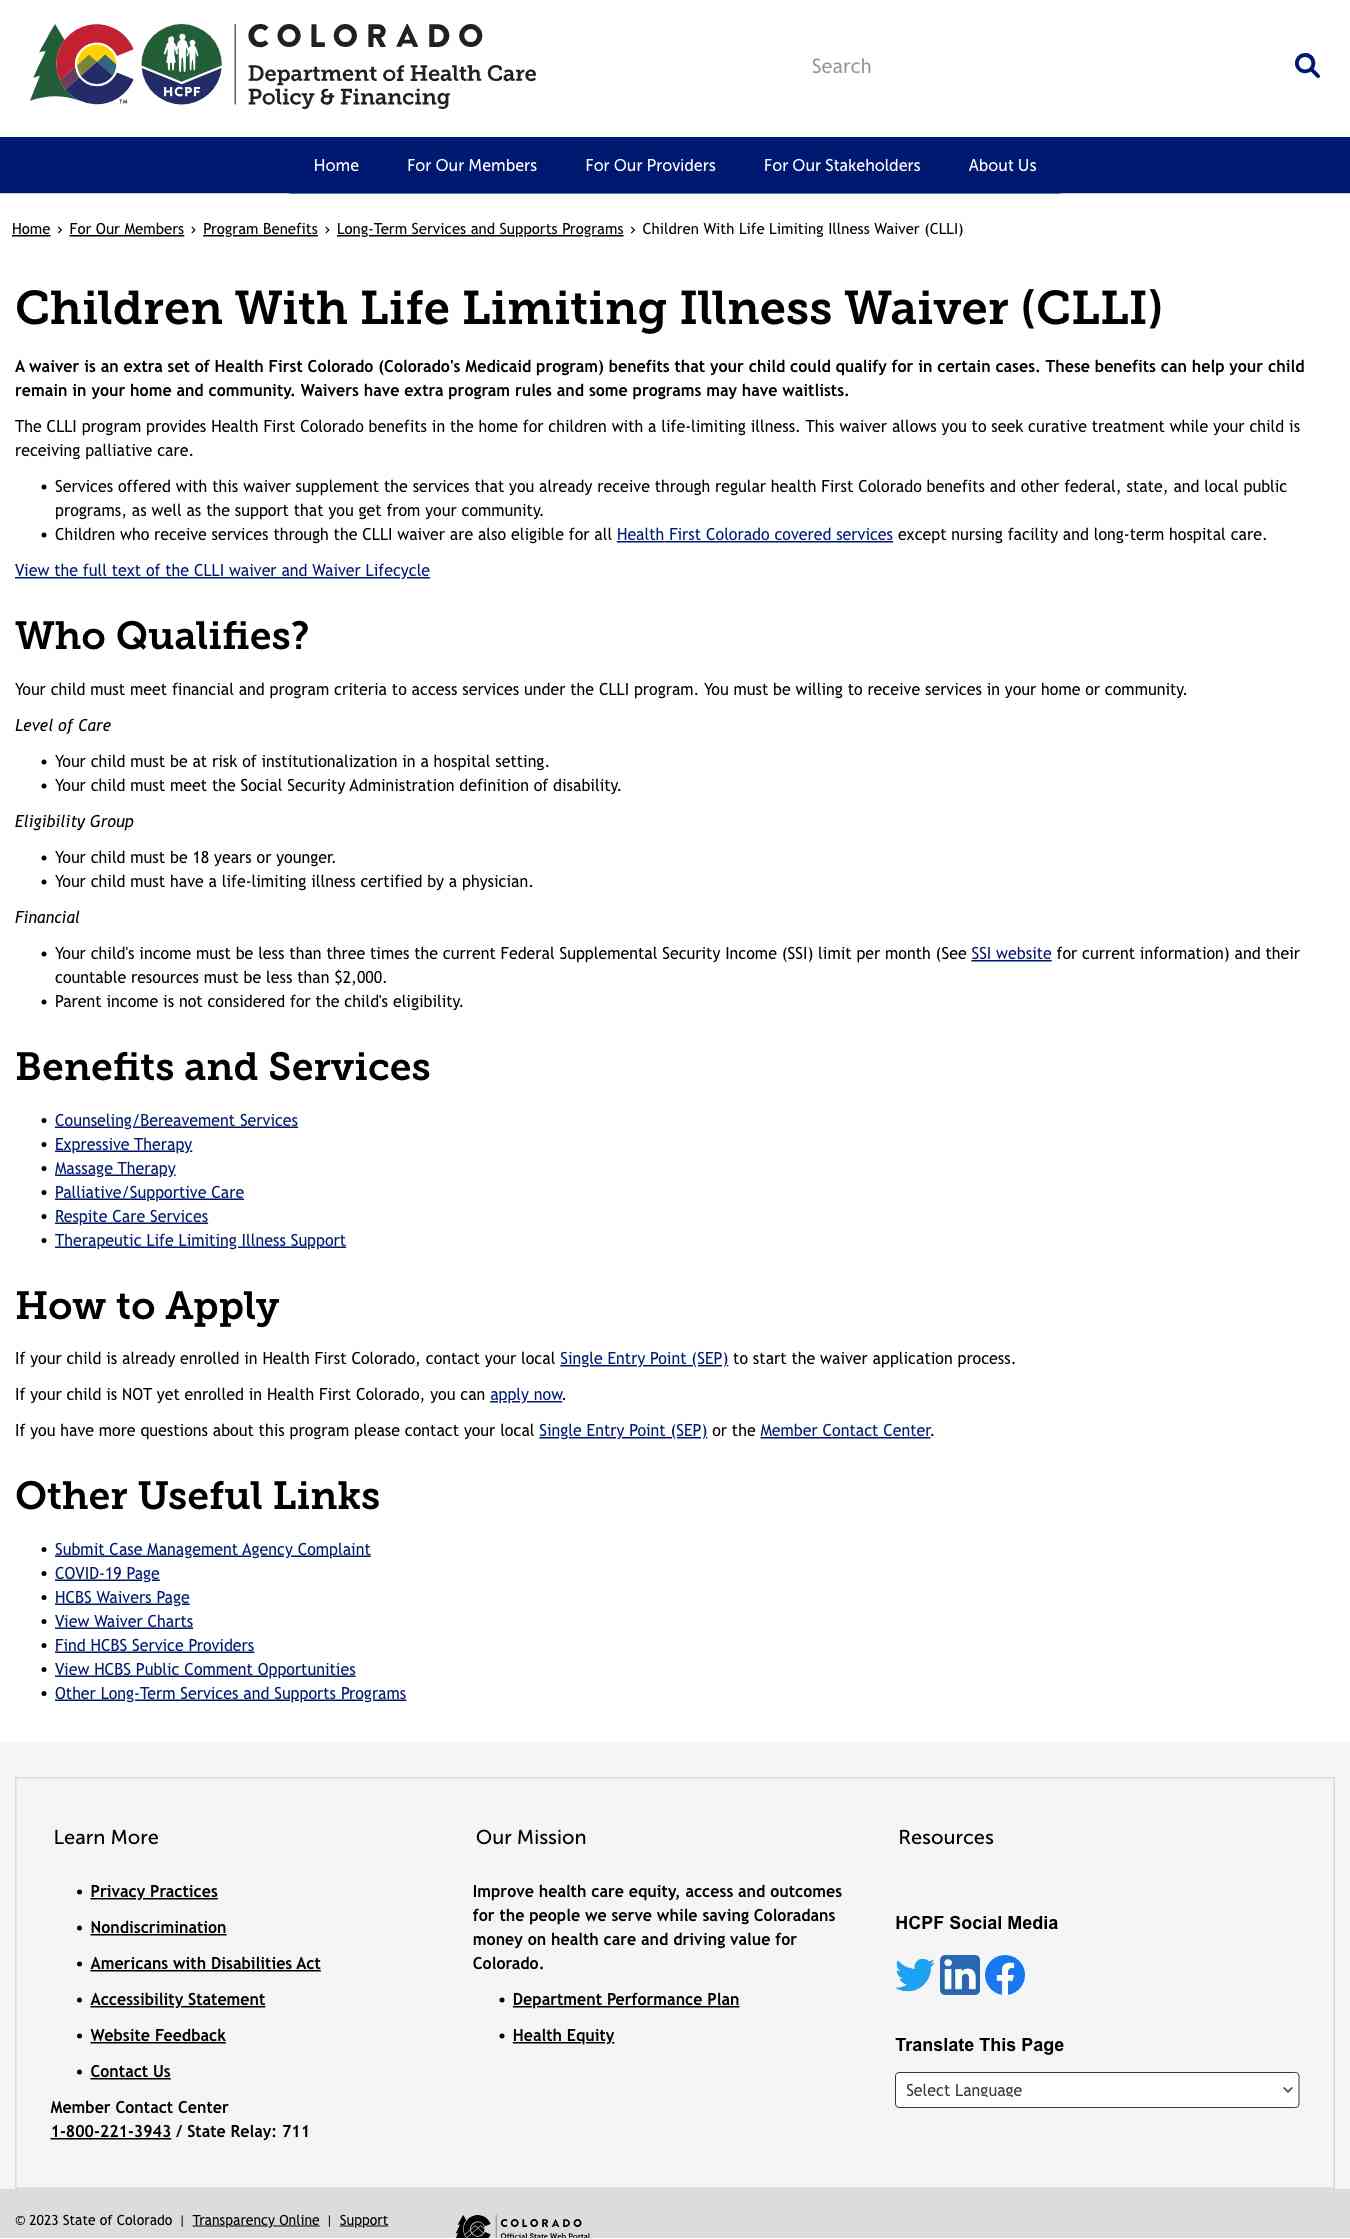 COLORADO
Department of Health Care
Policy & Financing
HCPF
TM
Search
Home
For Our Members
For Our Providers
For Our Stakeholders
About Us
Home › For Our Members › Program Benefits › Long-Term Services and Supports Programs › Children With Life Limiting Illness Waiver (CLLI)
Children With Life Limiting Illness Waiver (CLLI)
A waiver is an extra set of Health First Colorado (Colorado's Medicaid program) benefits that your child could qualify for in certain cases. These benefits can help your child
remain in your home and community. Waivers have extra program rules and some programs may have waitlists.
The CLLI program provides Health First Colorado benefits in the home for children with a life-limiting illness. This waiver allows you to seek curative treatment while your child is
receiving palliative care.
• Services offered with this waiver supplement the services that you already receive through regular health First Colorado benefits and other federal, state, and local public
programs, as well as the support that you get from your community.
• Children who receive services through the CLLI waiver are also eligible for all Health First Colorado covered services except nursing facility and long-term hospital care.
View the full text of the CLLI waiver and Waiver Lifecycle
Who Qualifies?
Your child must meet financial and program criteria to access services under the CLLI program. You must be willing to receive services in your home or community.
Level of Care
• Your child must be at risk of institutionalization in a hospital setting.
• Your child must meet the Social Security Administration definition of disability.
Eligibility Group
• Your child must be 18 years or younger.
• Your child must have a life-limiting illness certified by a physician.
Financial
• Your child's income must be less than three times the current Federal Supplemental Security Income (SSI) limit per month (See SSI website for current information) and their
countable resources must be less than $2,000.
• Parent income is not considered for the child's eligibility.
Benefits and Services
• Counseling/Bereavement Services
• Expressive Therapy
• Massage Therapy
• Palliative/Supportive Care
• Respite Care Services
• Therapeutic Life Limiting Illness Support
How to Apply
If your child is already enrolled in Health First Colorado, contact your local Single Entry Point (SEP) to start the waiver application process.
If your child is NOT yet enrolled in Health First Colorado, you can apply now.
If you have more questions about this program please contact your local Single Entry Point (SEP) or the Member Contact Center.
Other Useful Links
• Submit Case Management Agency Complaint
• COVID-19 Page
• HCBS Waivers Page
• View Waiver Charts
• Find HCBS Service Providers
• View HCBS Public Comment Opportunities
• Other Long-Term Services and Supports Programs
Learn More
• Privacy Practices
• Nondiscrimination
• Americans with Disabilities Act
• Accessibility Statement
• Website Feedback
• Contact Us
Member Contact Center
1-800-221-3943 / State Relay: 711
Our Mission
Improve health care equity, access and outcomes
for the people we serve while saving Coloradans
money on health care and driving value for
Colorado.
• Department Performance Plan
• Health Equity
Resources
HCPF Social Media
in
Translate This Page
Select Language
© 2023 State of Colorado | Transparency Online | Support
COLORADO
Official State Web Portal